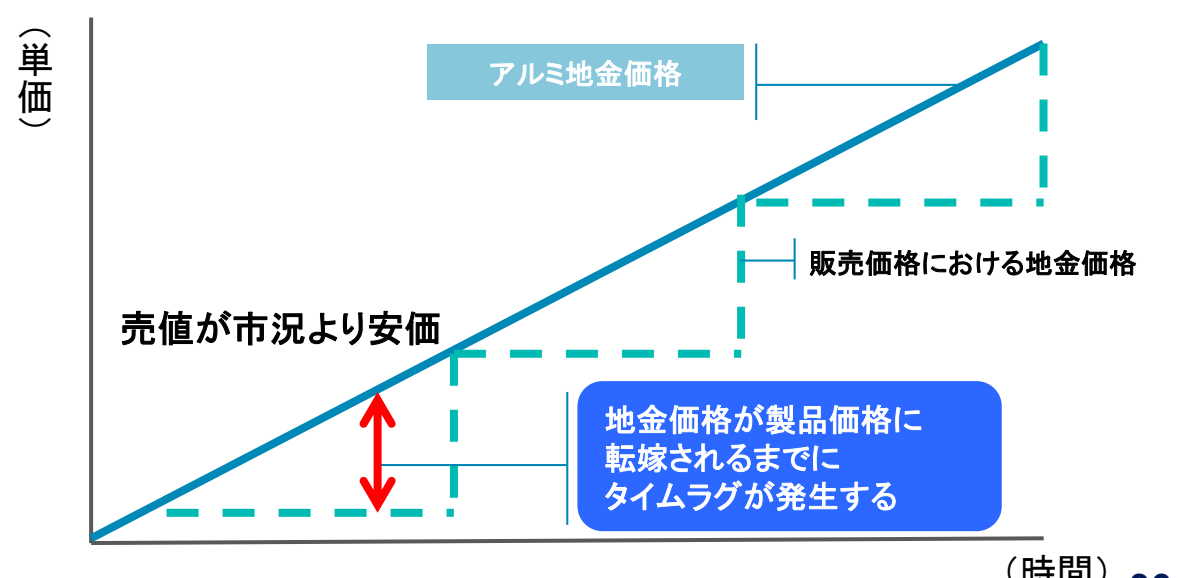 （単価）
アルミ地金価格
販売価格における地金価格
売値が市況より安価
地金価格が製品価格に
転嫁されるまでに
タイムラグが発生する
（時間）